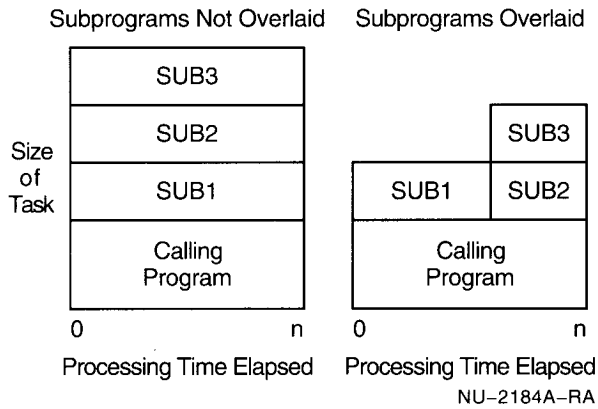 Subprograms Not Overlaid
SUB3
SUB2
SUB1
Calling
Program
Size
of
Task
0 n
Processing Time Elapsed
Subprograms Overlaid
SUB3
SUB1 SUB2
Calling
Program
0 n
Processing Time Elapsed
NU–2184A–RA